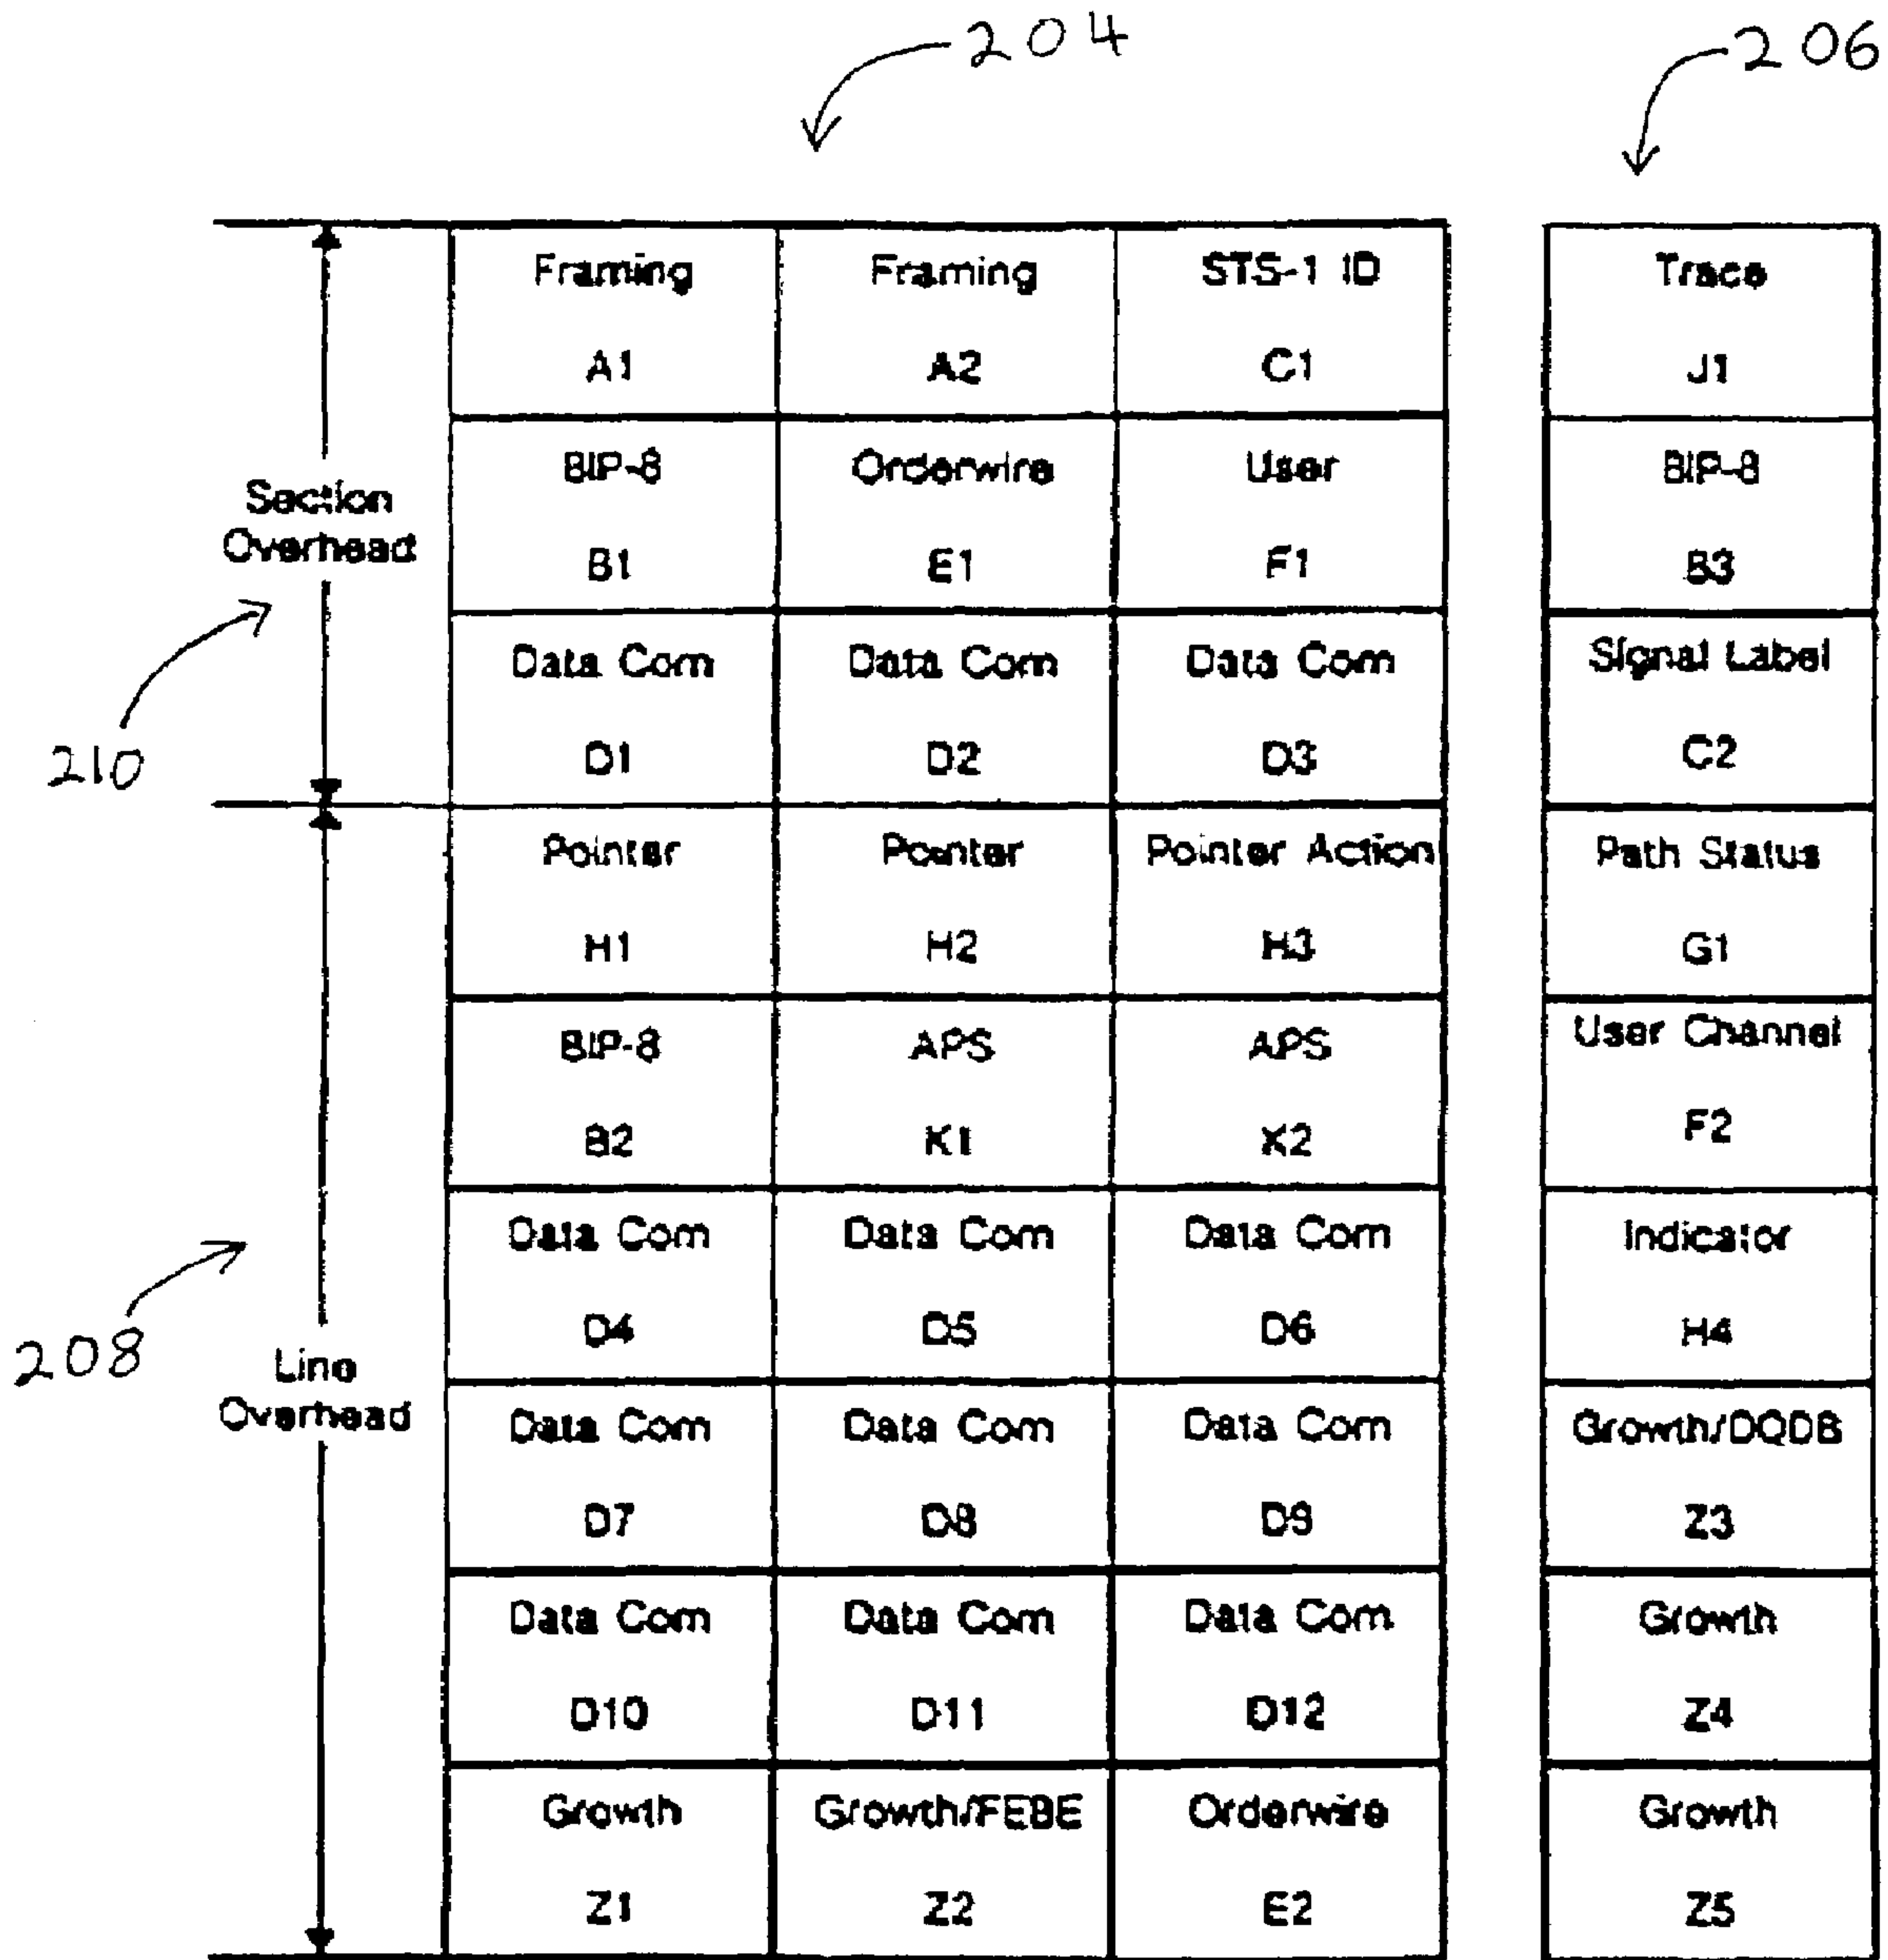 204
206
Framing Framing STS-1 ID Trace
A1 A2 C1 J1
BIP-8 Orderwire User BIP-8
Section
Overhead
B1 E1 F1 B3
Data Com Data Com Data Com Signal Label
210
D1 D2 D3 C2
Pointer Pointer Pointer Action Path Status
H1 H2 H3 G1
BIP-8 APS APS User Channel
B2 K1 K2 F2
Data Com Data Com Data Com Indicator
D4 D5 D6 H4
208
Line
Overhead
Data Com Data Com Data Com Growth/DQDB
D7 D8 D9 Z3
Data Com Data Com Data Com Growth
D10 D11 D12 Z4
Growth Growth/FEBE Orderwire Growth
Z1 Z2 E2 Z5